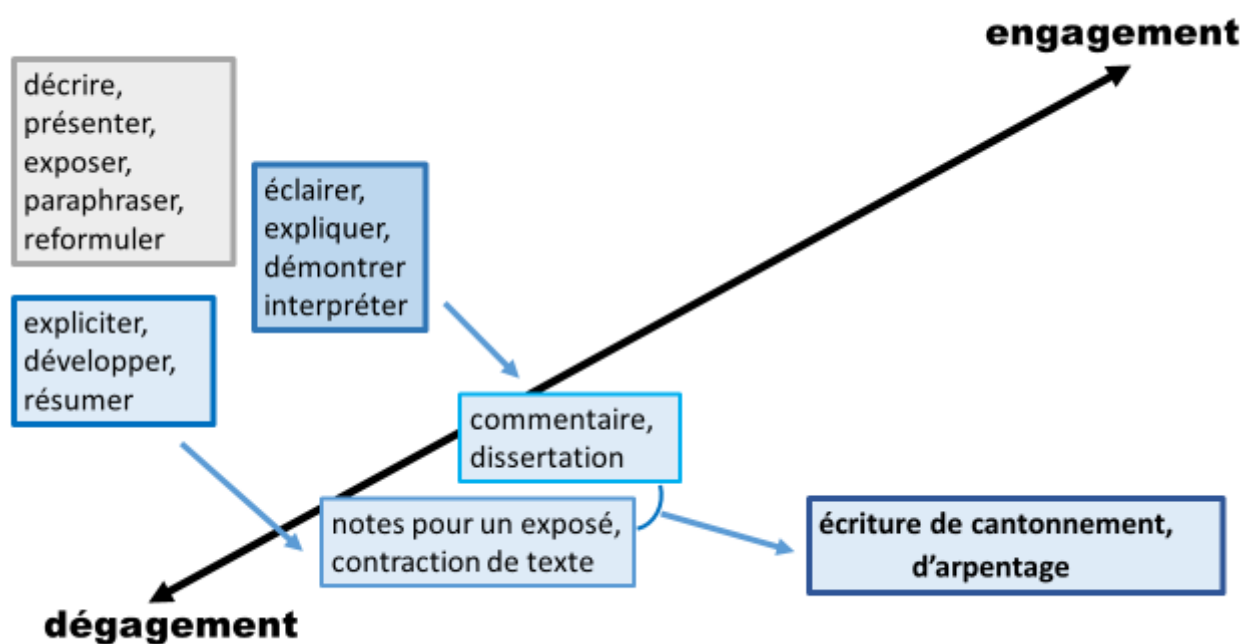 engagement
décrire,
présenter,
exposer,
paraphraser,
reformuler
éclairer,
expliquer,
démontrer
interpréter
expliciter,
développer,
résumer
commentaire,
dissertation
notes pour un exposé,
contraction de texte
écriture de cantonnement,
d’arpentage
dégagement